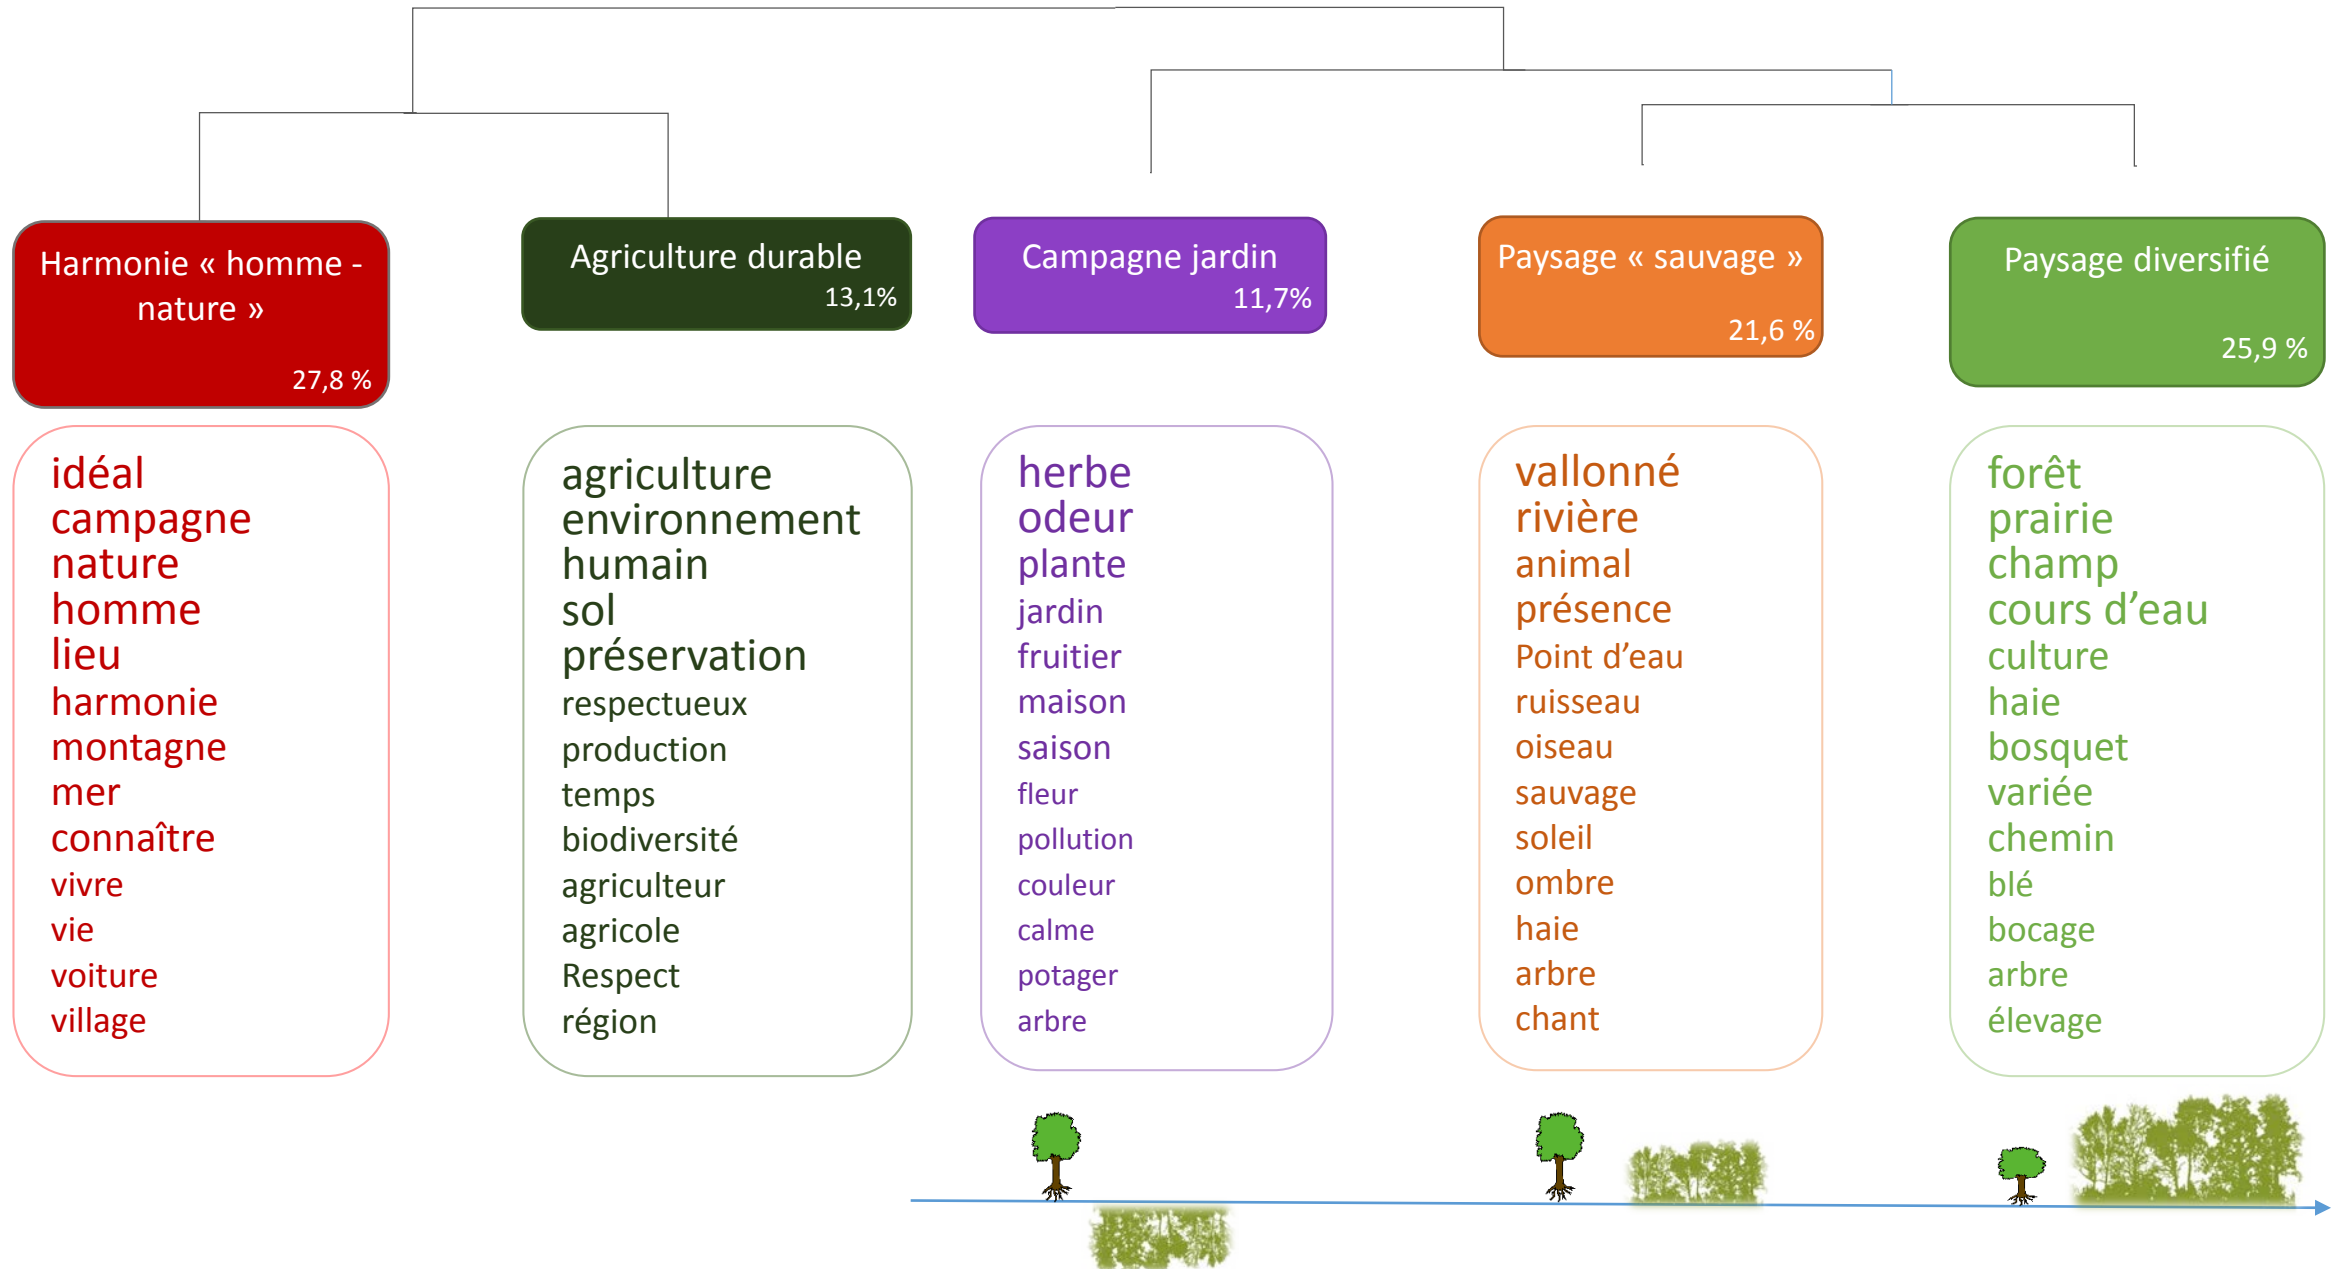 Harmonie « homme -
nature »
27,8 %
Agriculture durable
13,1%
Campagne jardin
11,7%
Paysage « sauvage »
21,6 %
Paysage diversifié
25,9 %
idéal
campagne
nature
homme
lieu
harmonie
montagne
mer
connaître
vivre
vie
voiture
village
agriculture
environnement
humain
sol
préservation
respectueux
production
temps
biodiversité
agriculteur
agricole
Respect
région
herbe
odeur
plante
jardin
fruitier
maison
saison
fleur
pollution
couleur
calme
potager
arbre
vallonné
rivière
animal
présence
Point d’eau
ruisseau
oiseau
sauvage
soleil
ombre
haie
arbre
chant
forêt
prairie
champ
cours d’eau
culture
haie
bosquet
variée
chemin
blé
bocage
arbre
élevage